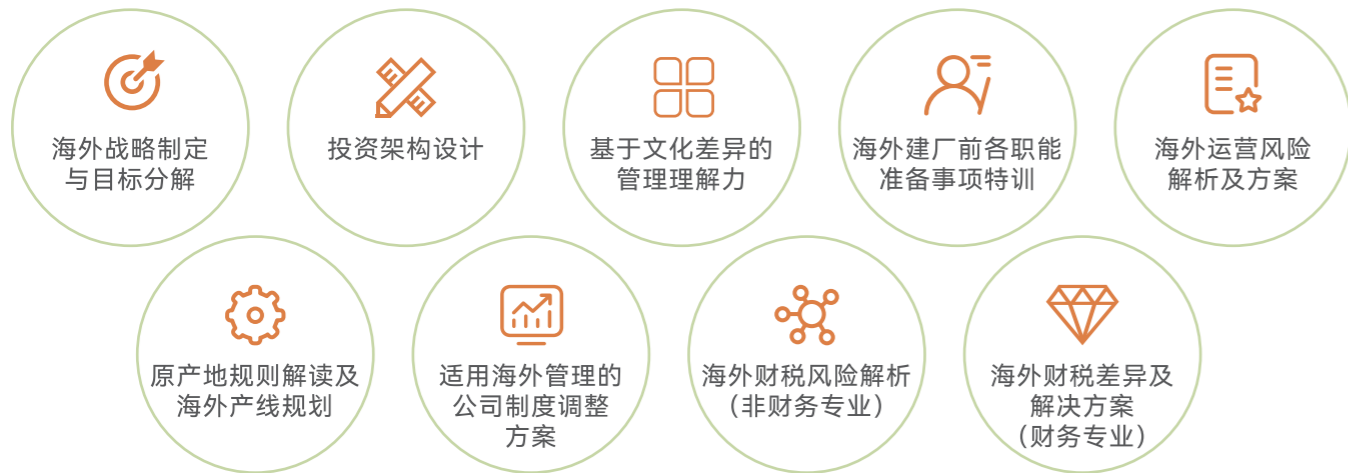 海外战略制定
与目标分解
投资架构设计
基于文化差异的
管理理解力
海外建厂前各职能
准备事项特训
海外运营风险
解析及方案
原产地规则解读及
海外产线规划
适用海外管理的
公司制度调整
方案
海外财税风险解析
（非财务专业）
海外财税差异及
解决方案
（财务专业）